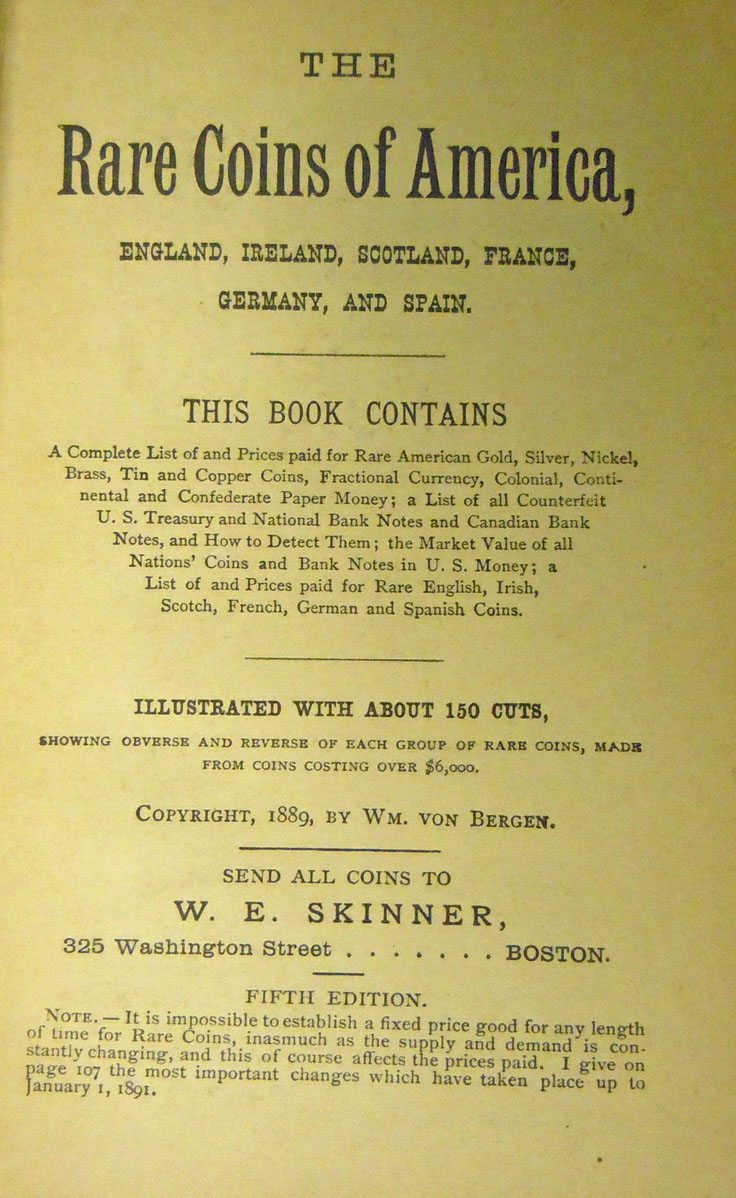 THE
Rare Coins of America,
ENGLAND, IRELAND, SCOTLAND, FRANCE,
GERMANY, AND SPAIN.
THIS BOOK CONTAINS
A Complete List of and Prices paid for Rare American Gold, Silver, Nickel,
Brass, Tin and Copper Coins, Fractional Currency, Colonial, Conti-
nental and Confederate Paper Money; a List of all Counterfeit
U. S. Treasury and National Bank Notes and Canadian Bank
Notes, and How to Detect Them; the Market Value of all
Nations' Coins and Bank Notes in U. S. Money; a
List of and Prices paid for Rare English, Irish,
Scotch, French, German and Spanish Coins.
ILLUSTRATED WITH ABOUT 150 CUTS,
SHOWING OBVERSE AND REVERSE OF EACH GROUP OF RARE COINS, MADE
FROM COINS COSTING OVER $6,000.
COPYRIGHT, 1889, BY WM. VON BERGEN.
SEND ALL COINS TO
W. E. SKINNER,
325 Washington Street . . . . . . . BOSTON.
FIFTH EDITION.
NOTE. — It is impossible to establish a fixed price good for any length
of time for Rare Coins, inasmuch as the supply and demand is con-
stantly changing, and this of course affects the prices paid. I give on
page 107 the most important changes which have taken place up to
January 1, 1891.